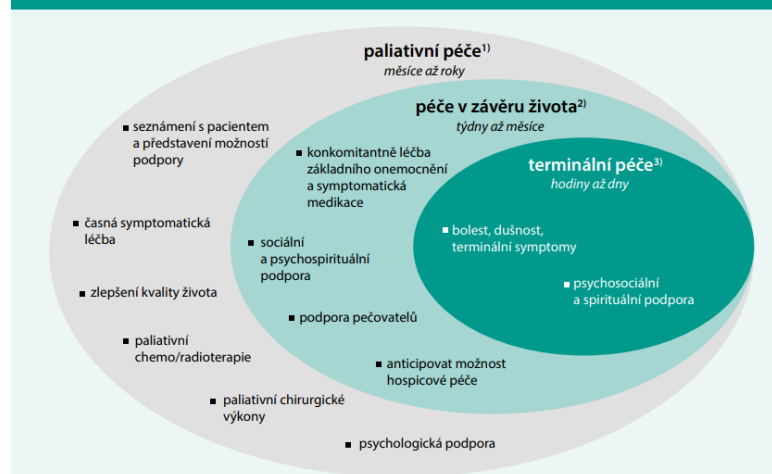 paliativní péče1)
měsíce až roky
péče v závěru života2)
týdny až měsíce
terminální péče3)
hodiny až dny
■ seznámení s pacientem
a představení možností
podpory
■ časná symptomatická
léčba
■ zlepšení kvality života
■ paliativní
chemo/radioterapie
■ paliativní chirurgické
výkony
■ psychologická podpora
■ konkomitantně léčba
základního onemocnění
a symptomatická
medikace
■ sociální
a psychospirituální
podpora
■ podpora pečovatelů
■ anticipovat možnost
hospicové péče
■ bolest, dušnost,
terminální symptomy
■ psychosociální
a spirituální podpora